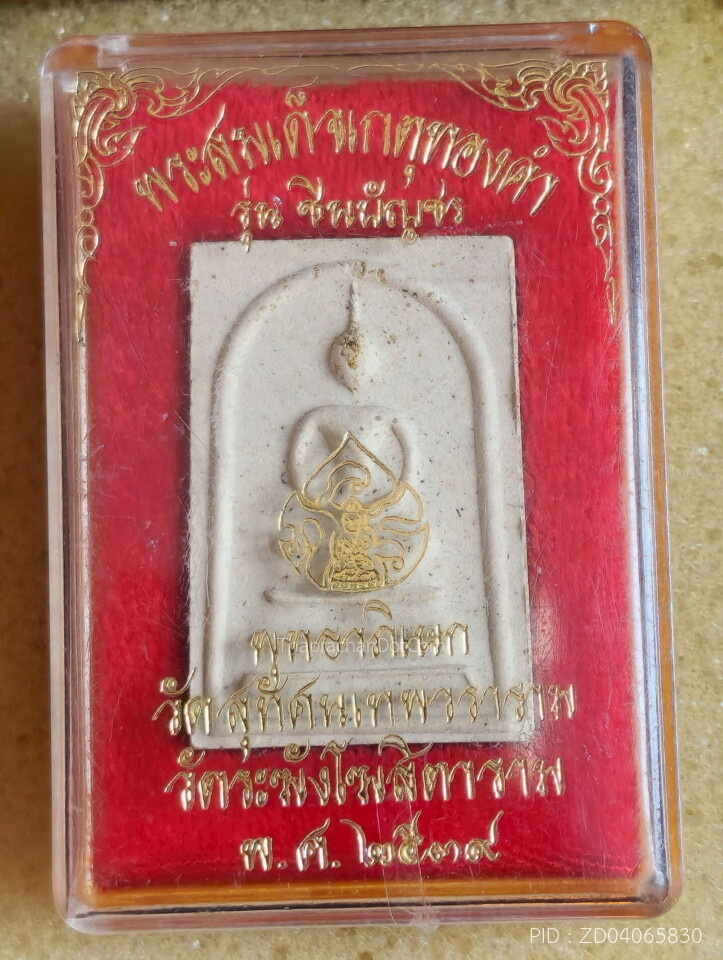 พระสมเด็จเกตุทองคำ
รุ่น ชินบัญชร
พุทธาภิเษก
ThaprachanDotCom
วัดสุทัศนเทพวราราม
วัดระฆังโฆสิตาราม
พ.ศ. ๒๕๓๙
PID : ZD04065830